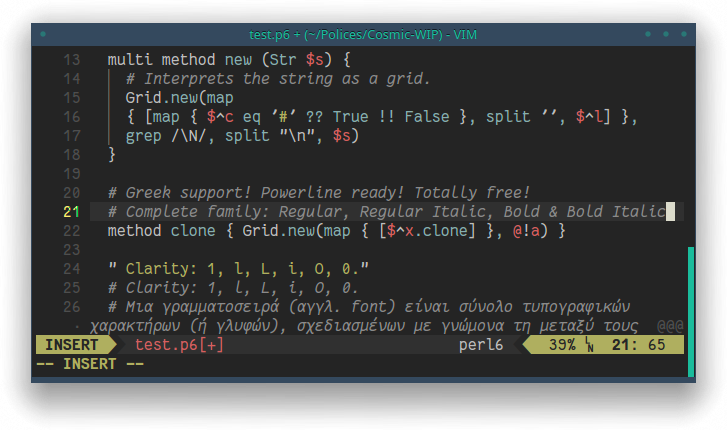 test.p6 + (~/Polices/Cosmic-WIP) - VIM
13 multi method new (Str $s) {
14 # Interprets the string as a grid.
15 Grid.new(map
16 { [map { $^c eq ’#’ ?? True !! False }, split ’’, $^l] },
17 grep /\N/, split "\n", $s)
18 }
19
20 # Greek support! Powerline ready! Totally free!
21 # Complete family: Regular, Regular Italic, Bold & Bold Italic
22 method clone { Grid.new(map { [$^x.clone] }, @!a) }
23
24 " Clarity: 1, l, L, i, O, 0."
25 # Clarity: 1, l, L, i, O, 0.
26 # Μια γραμματοσειρά (αγγλ. font) είναι σύνολο τυπογραφικών
· χαρακτήρων (ή γλυφών), σχεδιασμένων με γνώμονα τη μεταξύ τους @@@
INSERT test.p6[+] perl6 39% LN 21: 65
-- INSERT --